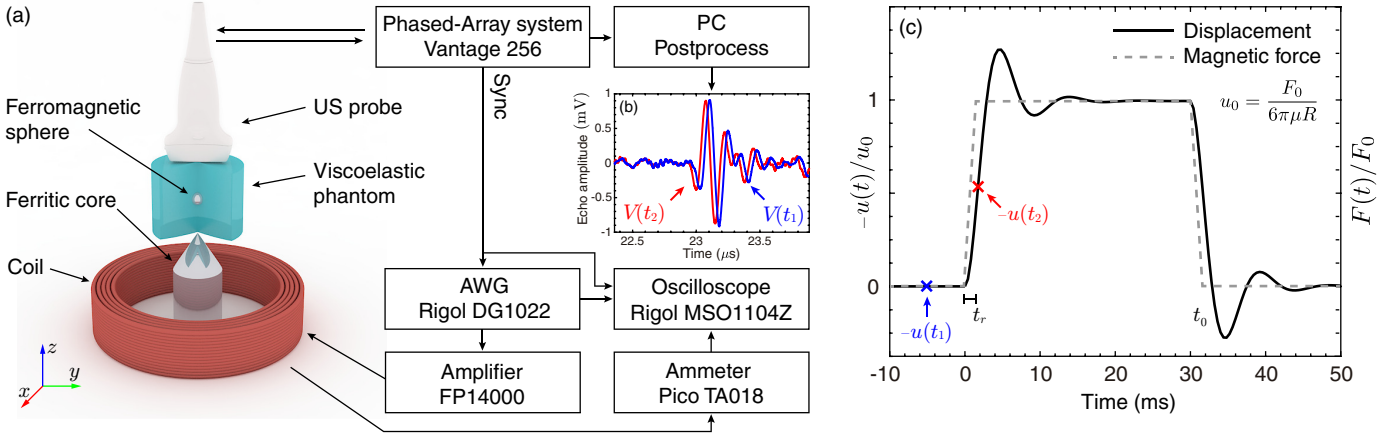 (a)
Phased-Array system
Vantage 256
PC
Postprocess
Sync
Ferromagnetic
sphere
US probe
Viscoelastic
phantom
Ferritic core
Coil
z
y
x
(b)
Echo amplitude (mV)
1
0.5
0
-0.5
-1
V(t₂)
V(t₁)
22.5
23
23.5
Time (μs)
AWG
Rigol DG1022
Oscilloscope
Rigol MSO1104Z
Amplifier
FP14000
Ammeter
Pico TA018
(c)
Displacement
Magnetic force
u₀ = F₀ / 6πμR
-u(t)/u₀
F(t)/F₀
1
0
-u(t₂)
-u(t₁)
tᵣ
t₀
-10 0 10 20 30 40 50
Time (ms)